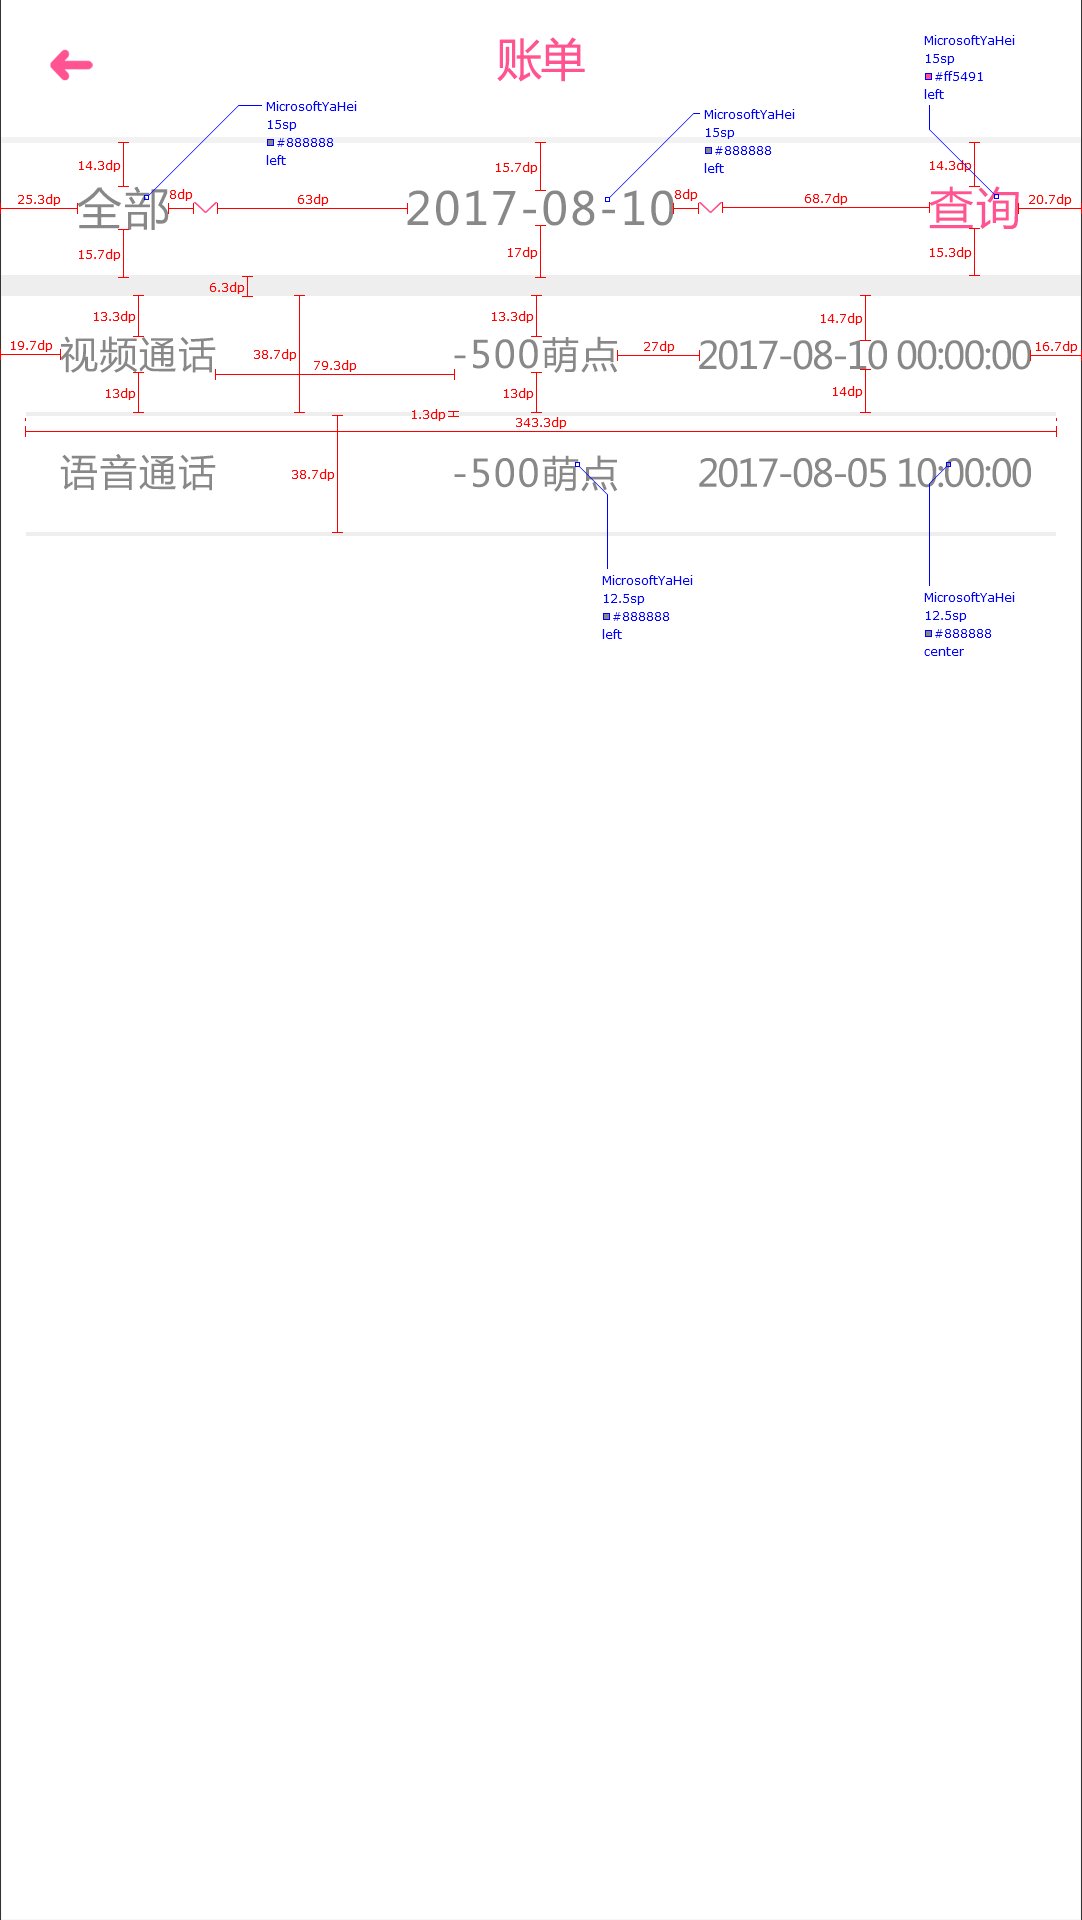 账单
MicrosoftYaHei
15sp
#ff5491
left
MicrosoftYaHei
15sp
#888888
left
MicrosoftYaHei
15sp
#888888
left
14.3dp
15.7dp
14.3dp
25.3dp
全部
8dp
63dp
2017-08-10
8dp
68.7dp
查询
20.7dp
15.7dp
17dp
15.3dp
6.3dp
13.3dp
13.3dp
14.7dp
19.7dp
视频通话
38.7dp
79.3dp
-500萌点
27dp
2017-08-10 00:00:00
16.7dp
13dp
13dp
14dp
1.3dp
343.3dp
语音通话
38.7dp
-500萌点
2017-08-05 10:00:00
MicrosoftYaHei
12.5sp
#888888
left
MicrosoftYaHei
12.5sp
#888888
center